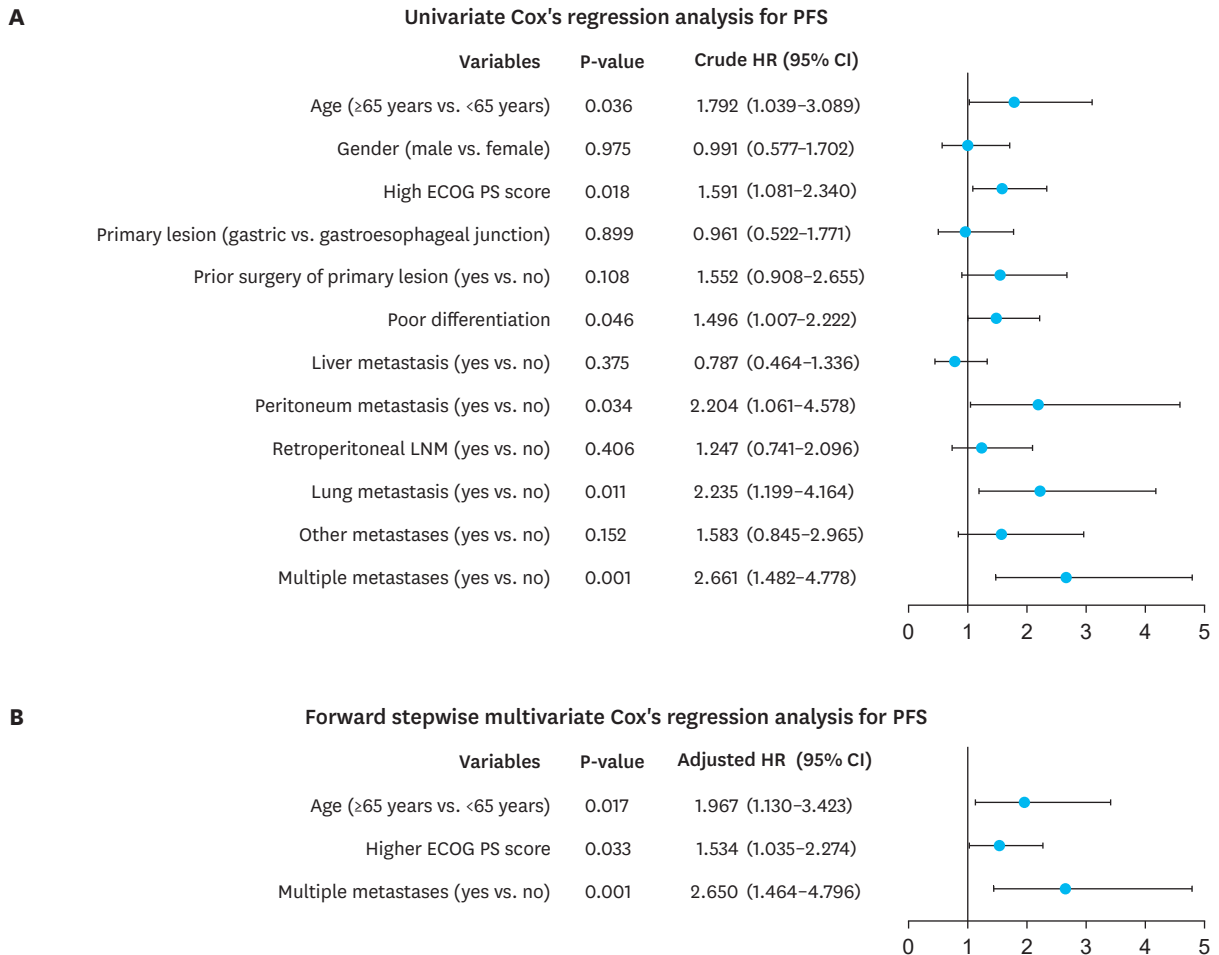 A
Univariate Cox's regression analysis for PFS
Variables P-value Crude HR (95% CI)
Age (≥65 years vs. <65 years) 0.036 1.792 (1.039–3.089)
Gender (male vs. female) 0.975 0.991 (0.577–1.702)
High ECOG PS score 0.018 1.591 (1.081–2.340)
Primary lesion (gastric vs. gastroesophageal junction) 0.899 0.961 (0.522–1.771)
Prior surgery of primary lesion (yes vs. no) 0.108 1.552 (0.908–2.655)
Poor differentiation 0.046 1.496 (1.007–2.222)
Liver metastasis (yes vs. no) 0.375 0.787 (0.464–1.336)
Peritoneum metastasis (yes vs. no) 0.034 2.204 (1.061–4.578)
Retroperitoneal LNM (yes vs. no) 0.406 1.247 (0.741–2.096)
Lung metastasis (yes vs. no) 0.011 2.235 (1.199–4.164)
Other metastases (yes vs. no) 0.152 1.583 (0.845–2.965)
Multiple metastases (yes vs. no) 0.001 2.661 (1.482–4.778)
0 1 2 3 4 5
B
Forward stepwise multivariate Cox's regression analysis for PFS
Variables P-value Adjusted HR (95% CI)
Age (≥65 years vs. <65 years) 0.017 1.967 (1.130–3.423)
Higher ECOG PS score 0.033 1.534 (1.035–2.274)
Multiple metastases (yes vs. no) 0.001 2.650 (1.464–4.796)
0 1 2 3 4 5